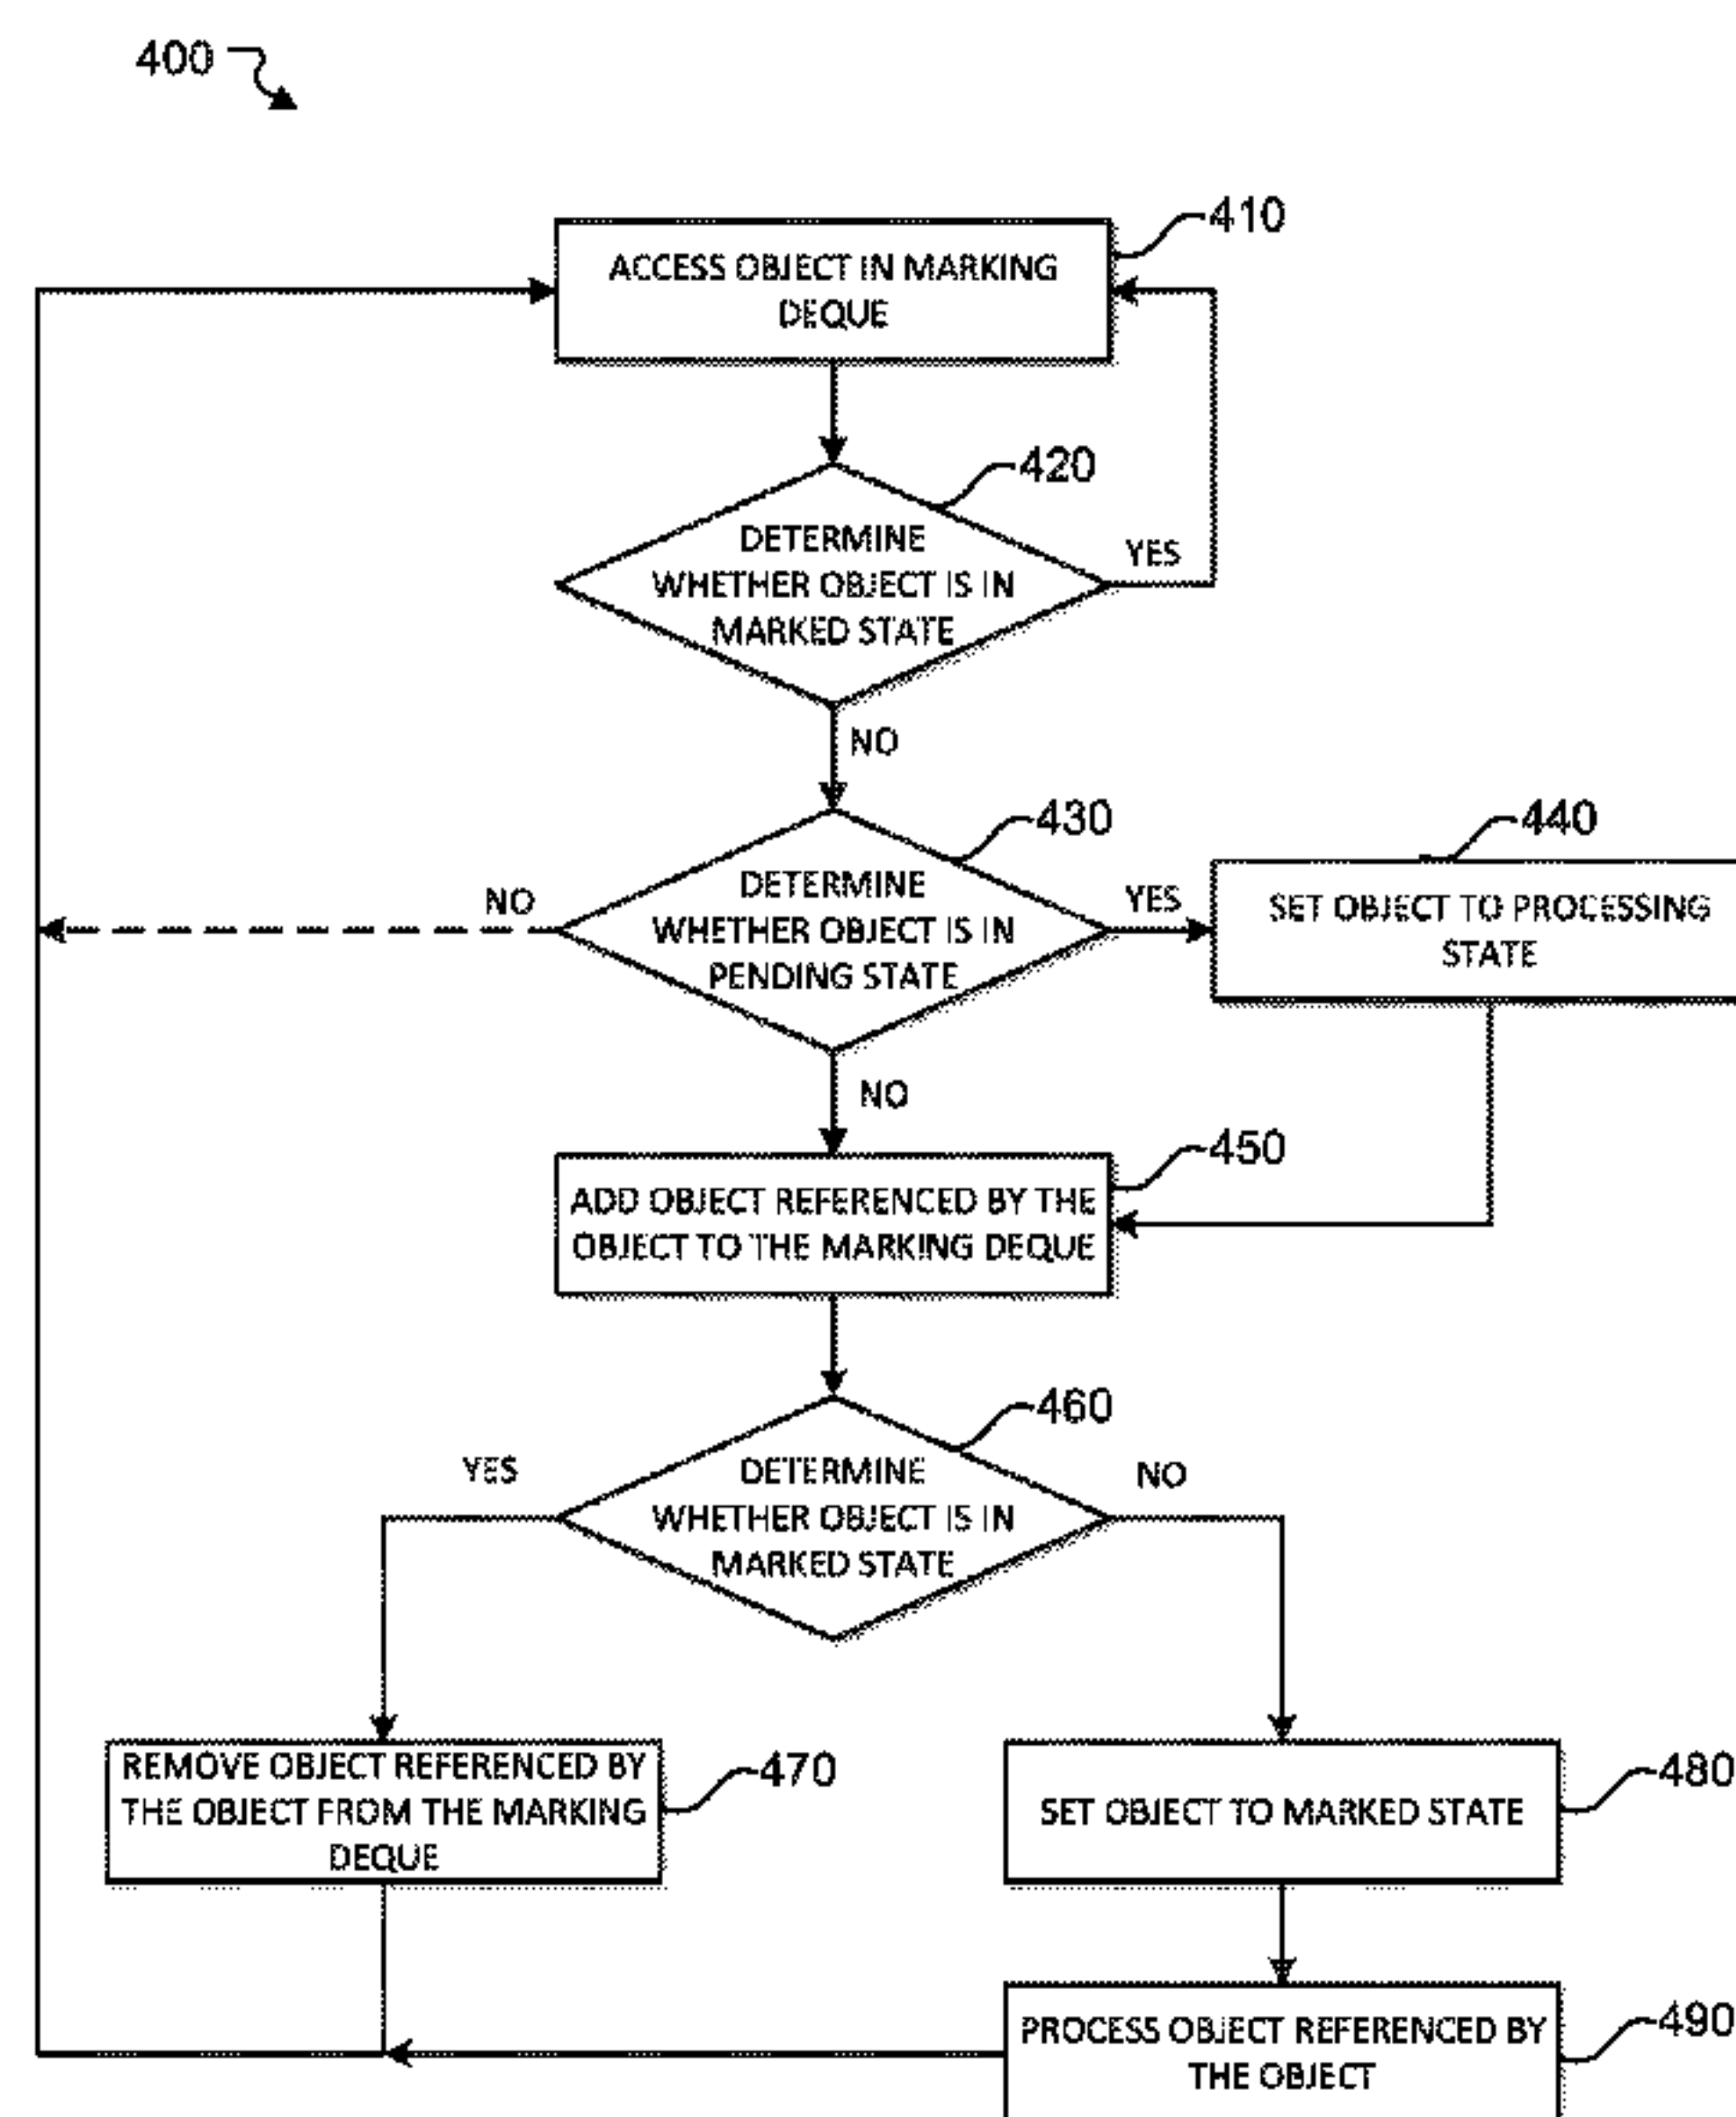 400
410
ACCESS OBJECT IN MARKING
DEQUE
420
DETERMINE
WHETHER OBJECT IS IN
MARKED STATE
YES
NO
430
440
DETERMINE
WHETHER OBJECT IS IN
PENDING STATE
NO
YES
SET OBJECT TO PROCESSING
STATE
NO
450
ADD OBJECT REFERENCED BY THE
OBJECT TO THE MARKING DEQUE
460
YES
DETERMINE
WHETHER OBJECT IS IN
MARKED STATE
NO
REMOVE OBJECT REFERENCED BY
THE OBJECT FROM THE MARKING
DEQUE
470
SET OBJECT TO MARKED STATE
480
PROCESS OBJECT REFERENCED BY
THE OBJECT
490